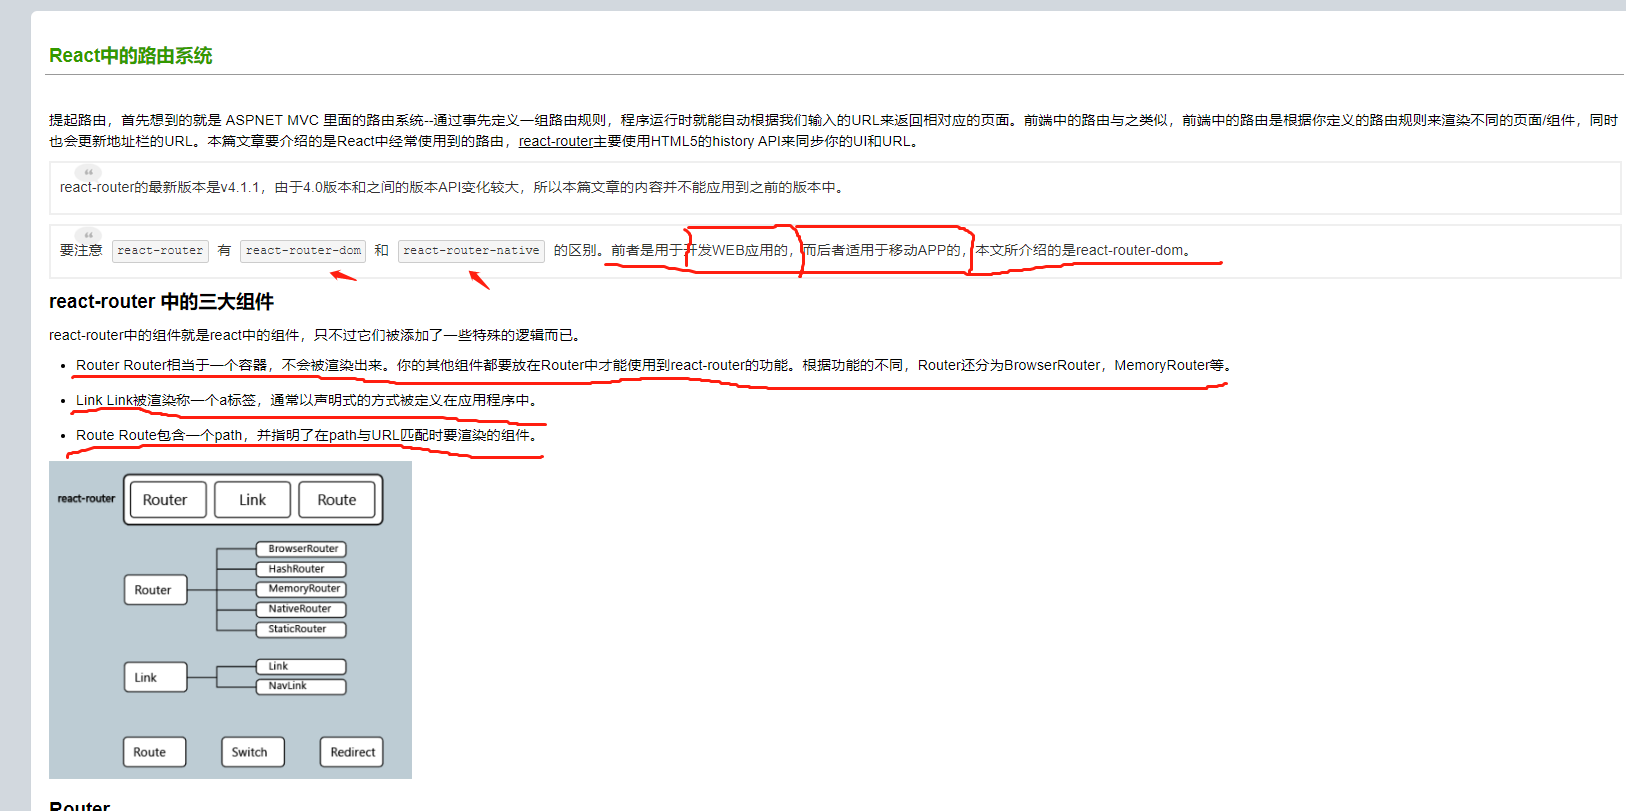 React中的路由系统
提起路由，首先想到的就是 ASPNET MVC 里面的路由系统--通过事先定义一组路由规则，程序运行时就能自动根据我们输入的URL来返回相对应的页面。前端中的路由与之类似，前端中的路由是根据你定义的路由规则来渲染不同的页面/组件，同时
也会更新地址栏的URL。本篇文章要介绍的是React中经常使用到的路由，react-router主要使用HTML5的history API来同步你的UI和URL。
react-router的最新版本是v4.1.1，由于4.0版本和之间的版本API变化较大，所以本篇文章的内容并不能应用到之前的版本中。
要注意 react-router 有 react-router-dom 和 react-router-native 的区别。前者是用于开发WEB应用的，而后者适用于移动APP的，本文所介绍的是react-router-dom。
react-router 中的三大组件
react-router中的组件就是react中的组件，只不过它们被添加了一些特殊的逻辑而已。
Router Router相当于一个容器，不会被渲染出来。你的其他组件都要放在Router中才能使用到react-router的功能。根据功能的不同，Router还分为BrowserRouter，MemoryRouter等。
Link Link被渲染称一个a标签，通常以声明式的方式被定义在应用程序中。
Route Route包含一个path，并指明了在path与URL匹配时要渲染的组件。
react-router Router Link Route
BrowserRouter
HashRouter
Router MemoryRouter
NativeRouter
StaticRouter
Link
Link
NavLink
Route Switch Redirect
Router